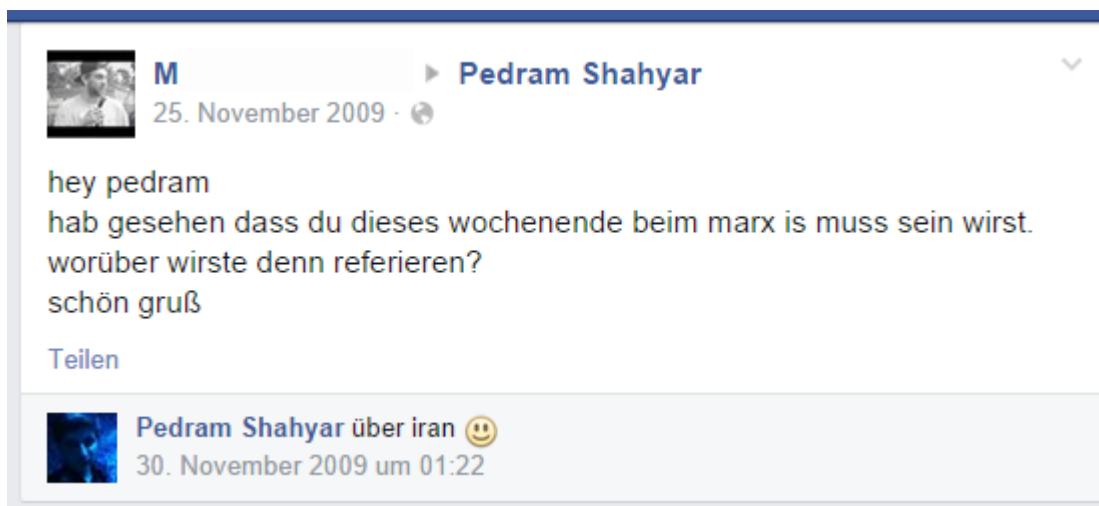 M ▶ Pedram Shahyar
25. November 2009 ·
hey pedram
hab gesehen dass du dieses wochenende beim marx is muss sein wirst.
worüber wirste denn referieren?
schön gruß
Teilen
Pedram Shahyar über iran
30. November 2009 um 01:22